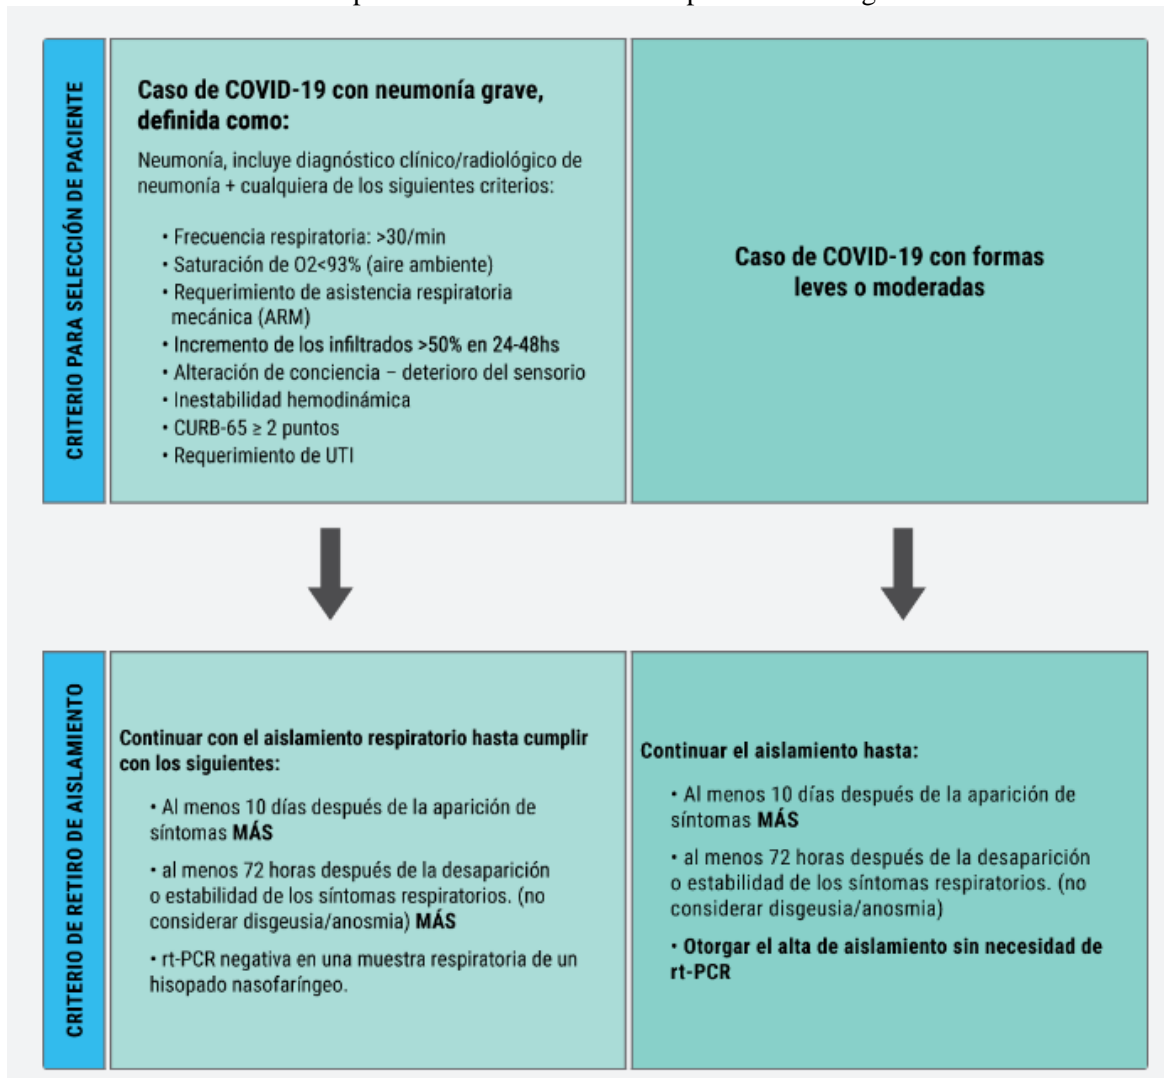 CRITERIO PARA SELECCIÓN DE PACIENTE
Caso de COVID-19 con neumonía grave,
definida como:
Neumonía, incluye diagnóstico clínico/radiológico de
neumonía + cualquiera de los siguientes criterios:
• Frecuencia respiratoria: >30/min
• Saturación de O2<93% (aire ambiente)
• Requerimiento de asistencia respiratoria
mecánica (ARM)
• Incremento de los infiltrados >50% en 24-48hs
• Alteración de conciencia – deterioro del sensorio
• Inestabilidad hemodinámica
• CURB-65 ≥ 2 puntos
• Requerimiento de UTI
Caso de COVID-19 con formas
leves o moderadas
CRITERIO DE RETIRO DE AISLAMIENTO
Continuar con el aislamiento respiratorio hasta cumplir
con los siguientes:
• Al menos 10 días después de la aparición de
síntomas MÁS
• al menos 72 horas después de la desaparición
o estabilidad de los síntomas respiratorios. (no
considerar disgeusia/anosmia) MÁS
• rt-PCR negativa en una muestra respiratoria de un
hisopado nasofaríngeo.
Continuar el aislamiento hasta:
• Al menos 10 días después de la aparición de
síntomas MÁS
• al menos 72 horas después de la desaparición
o estabilidad de los síntomas respiratorios. (no
considerar disgeusia/anosmia)
• Otorgar el alta de aislamiento sin necesidad de
rt-PCR